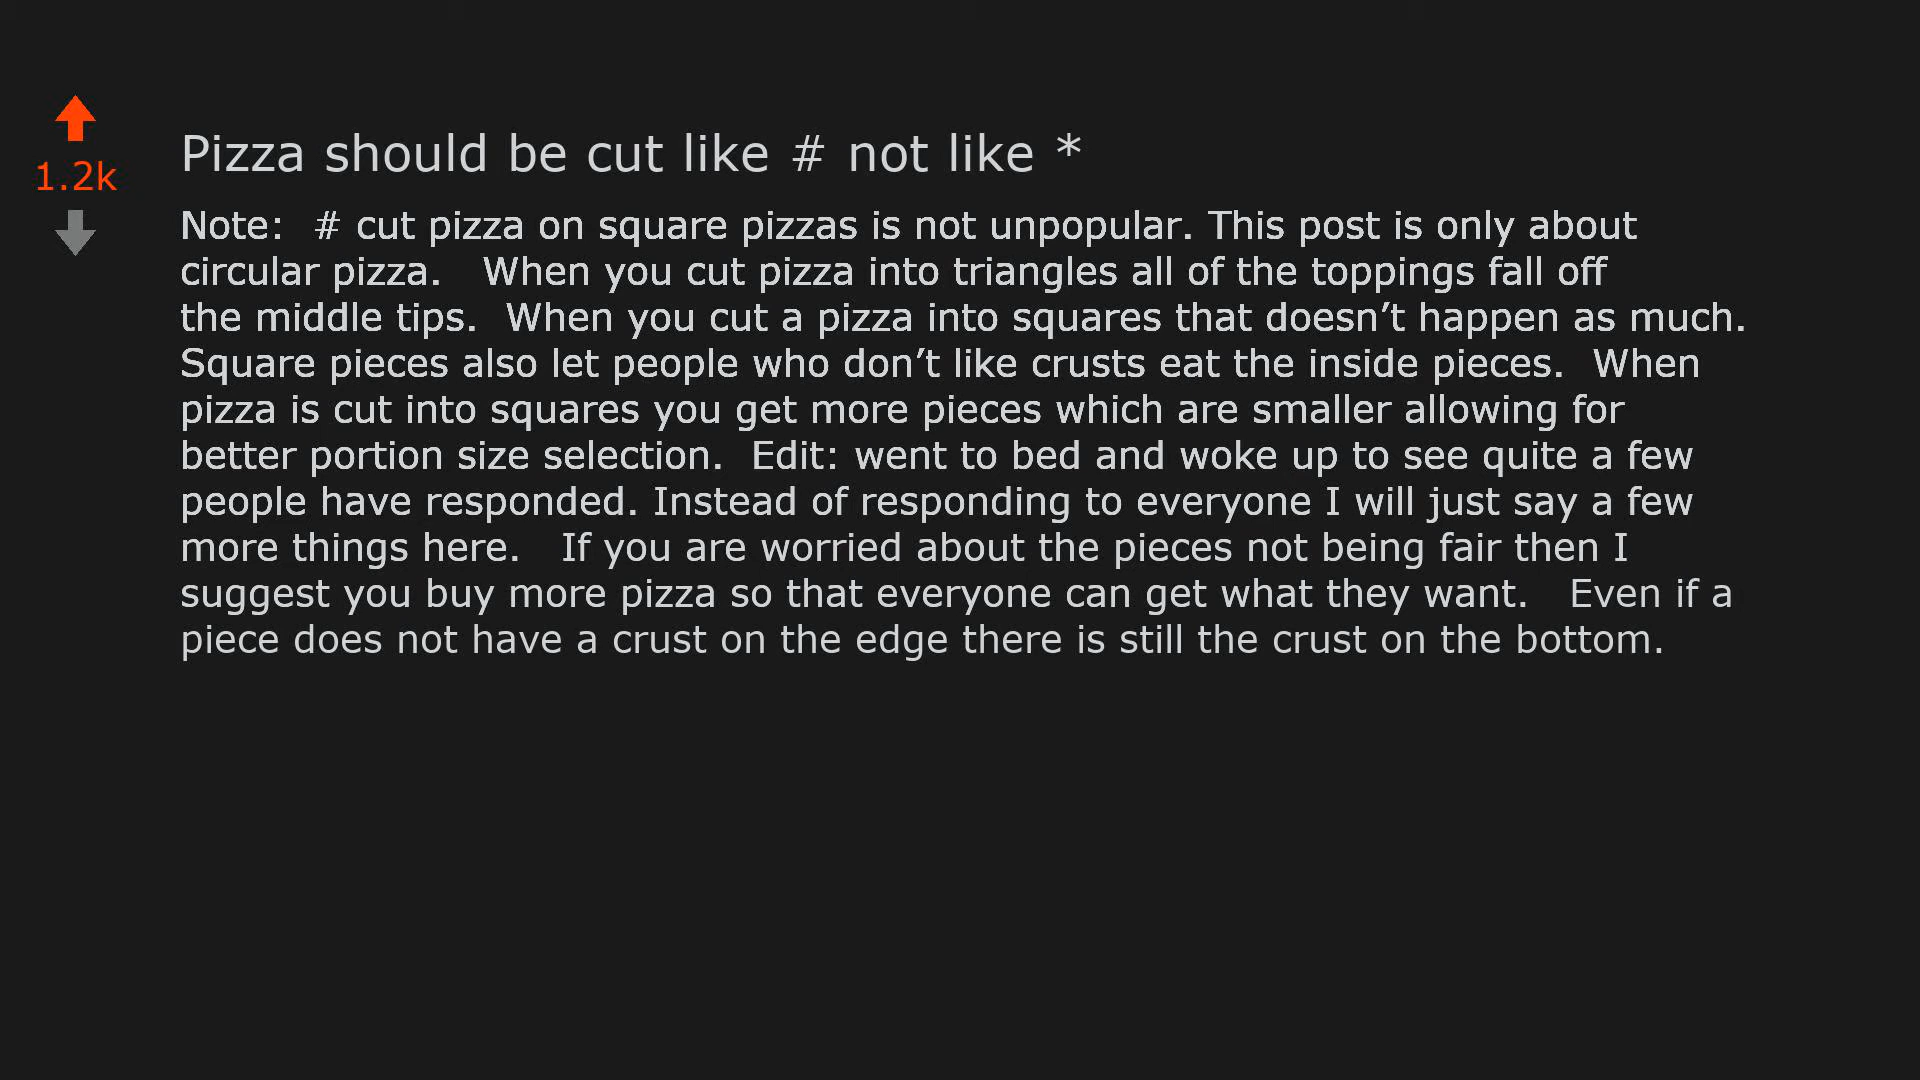 1.2k
Pizza should be cut like # not like *
Note:  # cut pizza on square pizzas is not unpopular. This post is only about
circular pizza.   When you cut pizza into triangles all of the toppings fall off
the middle tips.  When you cut a pizza into squares that doesn’t happen as much.
Square pieces also let people who don’t like crusts eat the inside pieces.  When
pizza is cut into squares you get more pieces which are smaller allowing for
better portion size selection.  Edit: went to bed and woke up to see quite a few
people have responded. Instead of responding to everyone I will just say a few
more things here.   If you are worried about the pieces not being fair then I
suggest you buy more pizza so that everyone can get what they want.   Even if a
piece does not have a crust on the edge there is still the crust on the bottom.